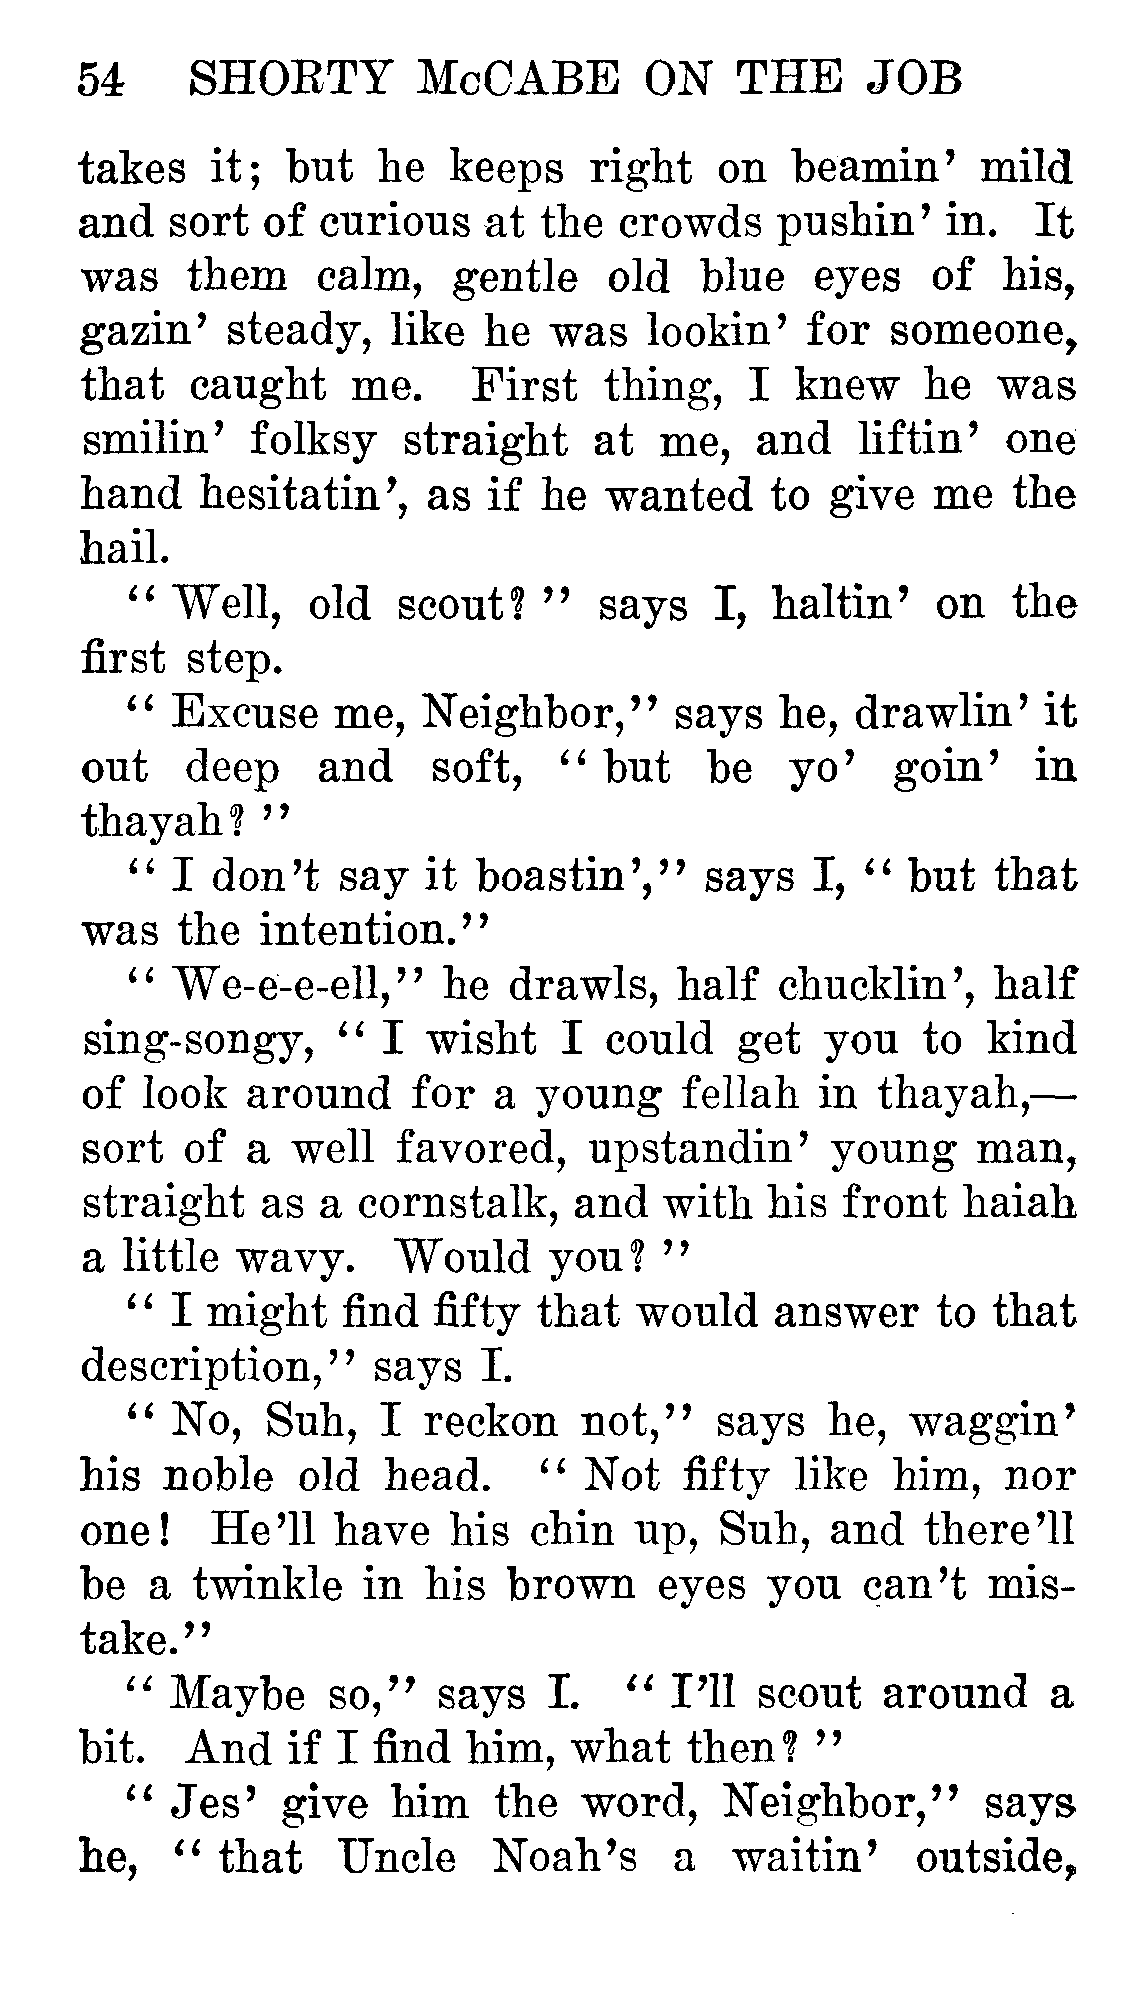 54 SHORTY McCABE ON THE JOB
takes it; but he keeps right on beamin' mild
and sort of curious at the crowds pushin' in. It
was them calm, gentle old blue eyes of his,
gazin' steady, like he was lookin' for someone,
that caught me. First thing, I knew he was
smilin' folksy straight at me, and liftin' one
hand hesitatin', as if he wanted to give me the
hail.
“ Well, old scout? ” says I, haltin' on the
first step.
“ Excuse me, Neighbor,” says he, drawlin' it
out deep and soft, “ but be yo' goin' in
thayah? ”
“ I don't say it boastin',” says I, “ but that
was the intention.”
“ We-e-e-ell,” he drawls, half chucklin', half
sing-songy, “ I wisht I could get you to kind
of look around for a young fellah in thayah,—
sort of a well favored, upstandin' young man,
straight as a cornstalk, and with his front haiah
a little wavy. Would you? ”
“ I might find fifty that would answer to that
description,” says I.
“ No, Suh, I reckon not,” says he, waggin'
his noble old head. “ Not fifty like him, nor
one! He'll have his chin up, Suh, and there'll
be a twinkle in his brown eyes you can't mis-
take.”
“ Maybe so,” says I. “ I'll scout around a
bit. And if I find him, what then? ”
“ Jes' give him the word, Neighbor,” says
he, “ that Uncle Noah's a waitin' outside,